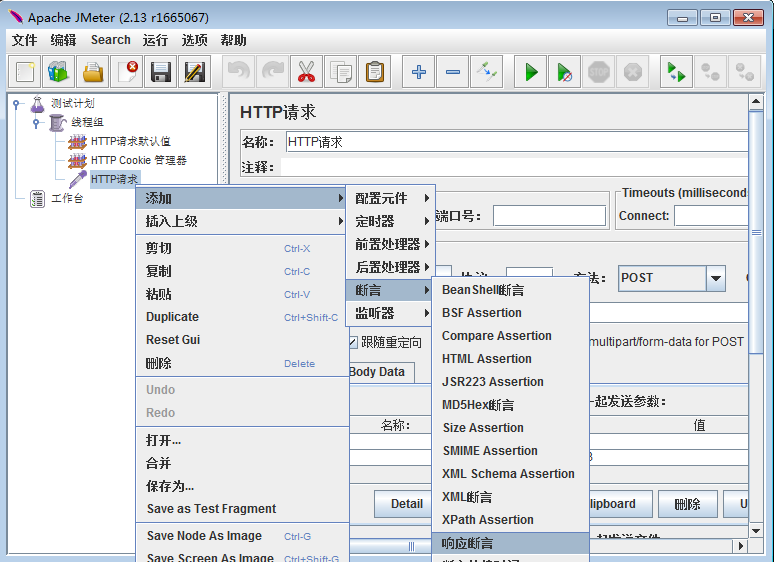 Apache JMeter (2.13 r1665067)
文件 编辑 Search 运行 选项 帮助
STOP
测试计划
线程组
HTTP请求默认值
HTTP Cookie 管理器
HTTP请求
工作台
HTTP请求
名称： HTTP请求
注释：
端口号：
Timeouts (millisecond
Connect:
方法： POST
跟随重定向
multipart/form-data for POST
Body Data
一起发送参数：
名称： 值
Detail
lipboard
删除
添加
插入上级
剪切 Ctrl-X
复制 Ctrl-C
粘贴 Ctrl-V
Duplicate Ctrl+Shift-C
Reset Gui
删除 Delete
Undo
Redo
打开...
合并
保存为...
Save as Test Fragment
Save Node As Image Ctrl-G
Save Screen As Image Ctrl+Shift-G
配置元件
定时器
前置处理器
后置处理器
断言
监听器
BeanShell断言
BSF Assertion
Compare Assertion
HTML Assertion
JSR223 Assertion
MD5Hex断言
Size Assertion
SMIME Assertion
XML Schema Assertion
XML断言
XPath Assertion
响应断言